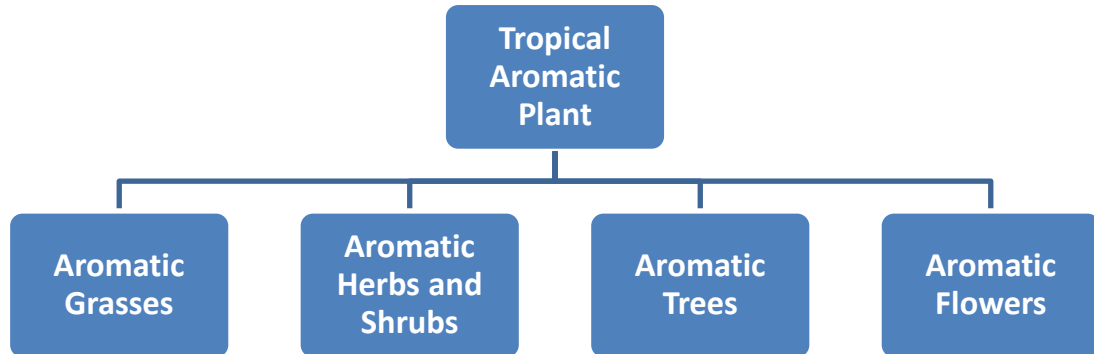 Tropical
Aromatic
Plant
Aromatic
Grasses
Aromatic
Herbs and
Shrubs
Aromatic
Trees
Aromatic
Flowers